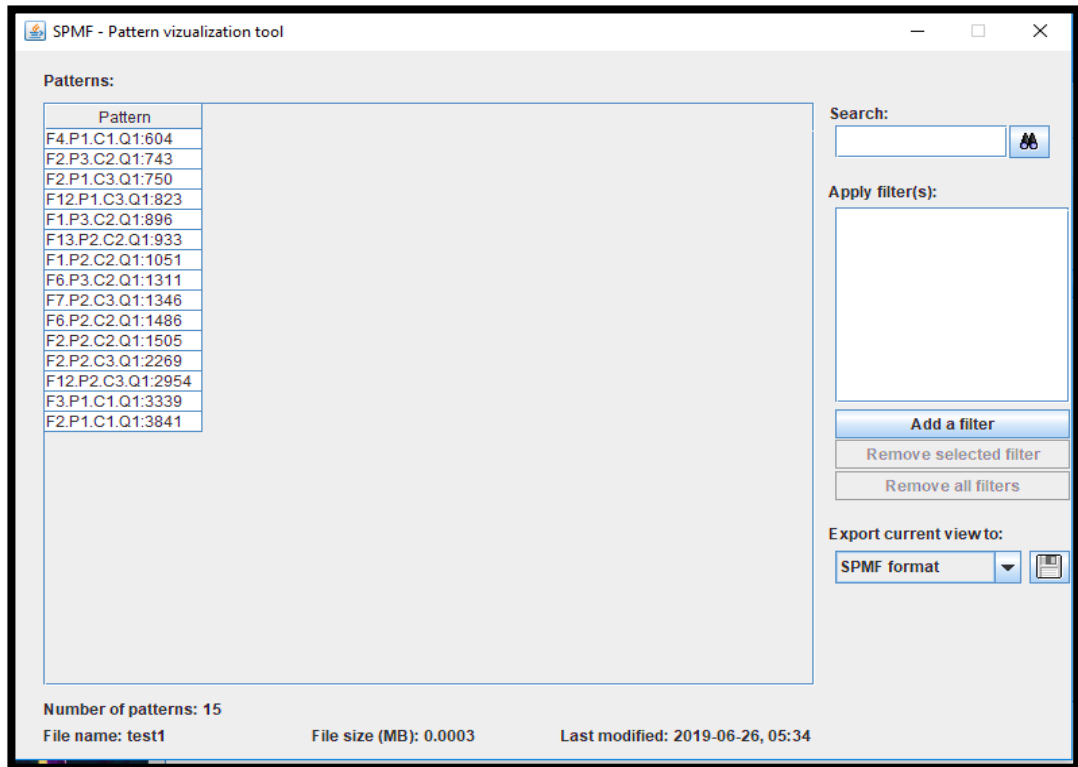 SPMF - Pattern vizualization tool
Patterns:
Pattern
F4.P1.C1.Q1:604
F2.P3.C2.Q1:743
F2.P1.C3.Q1:750
F12.P1.C3.Q1:823
F1.P3.C2.Q1:896
F13.P2.C2.Q1:933
F1.P2.C2.Q1:1051
F6.P3.C2.Q1:1311
F7.P2.C3.Q1:1346
F6.P2.C2.Q1:1486
F2.P2.C2.Q1:1505
F2.P2.C3.Q1:2269
F12.P2.C3.Q1:2954
F3.P1.C1.Q1:3339
F2.P1.C1.Q1:3841
Search:
Apply filter(s):
Add a filter
Remove selected filter
Remove all filters
Export current view to:
SPMF format
Number of patterns: 15
File name: test1 File size (MB): 0.0003 Last modified: 2019-06-26, 05:34